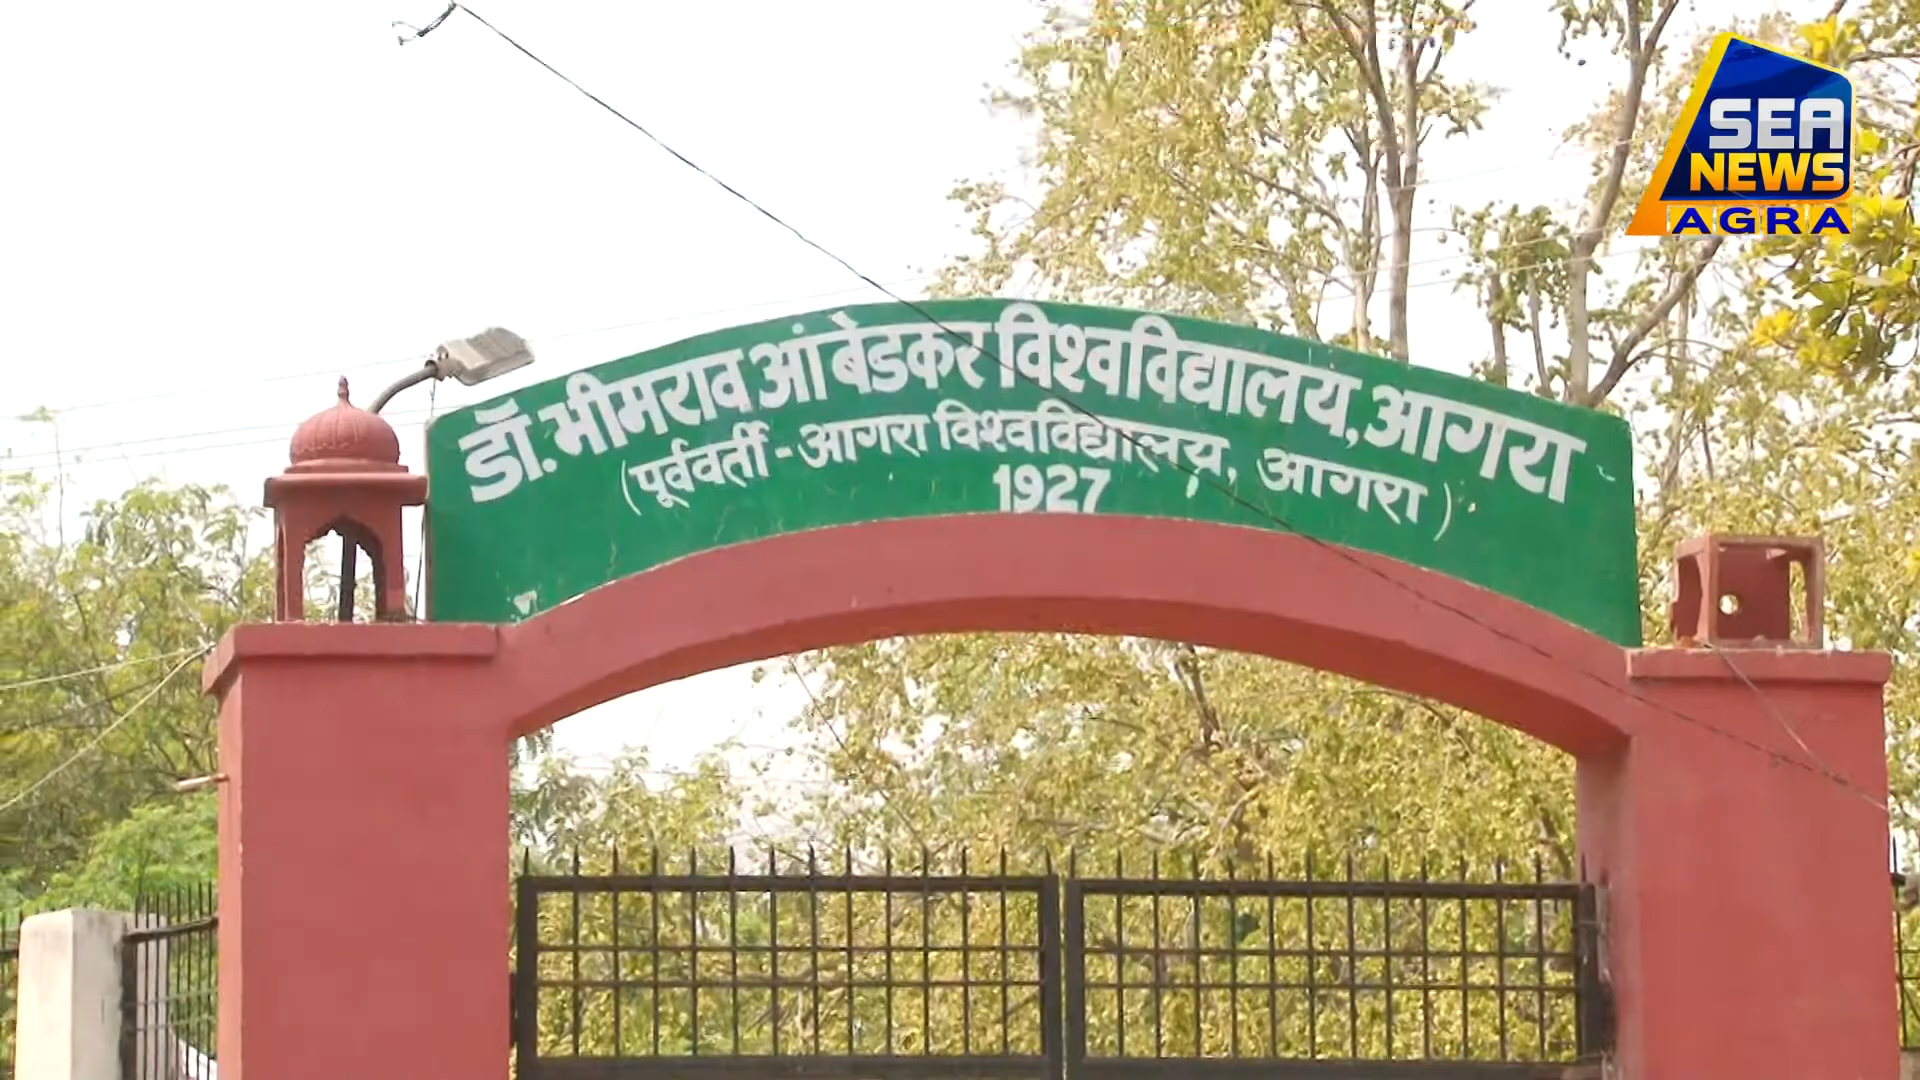 SEA
NEWS
AGRA
डॉ. भीमराव आंबेडकर विश्वविद्यालय, आगरा
(पूर्ववर्ती - आगरा विश्वविद्यालय, आगरा)
1927